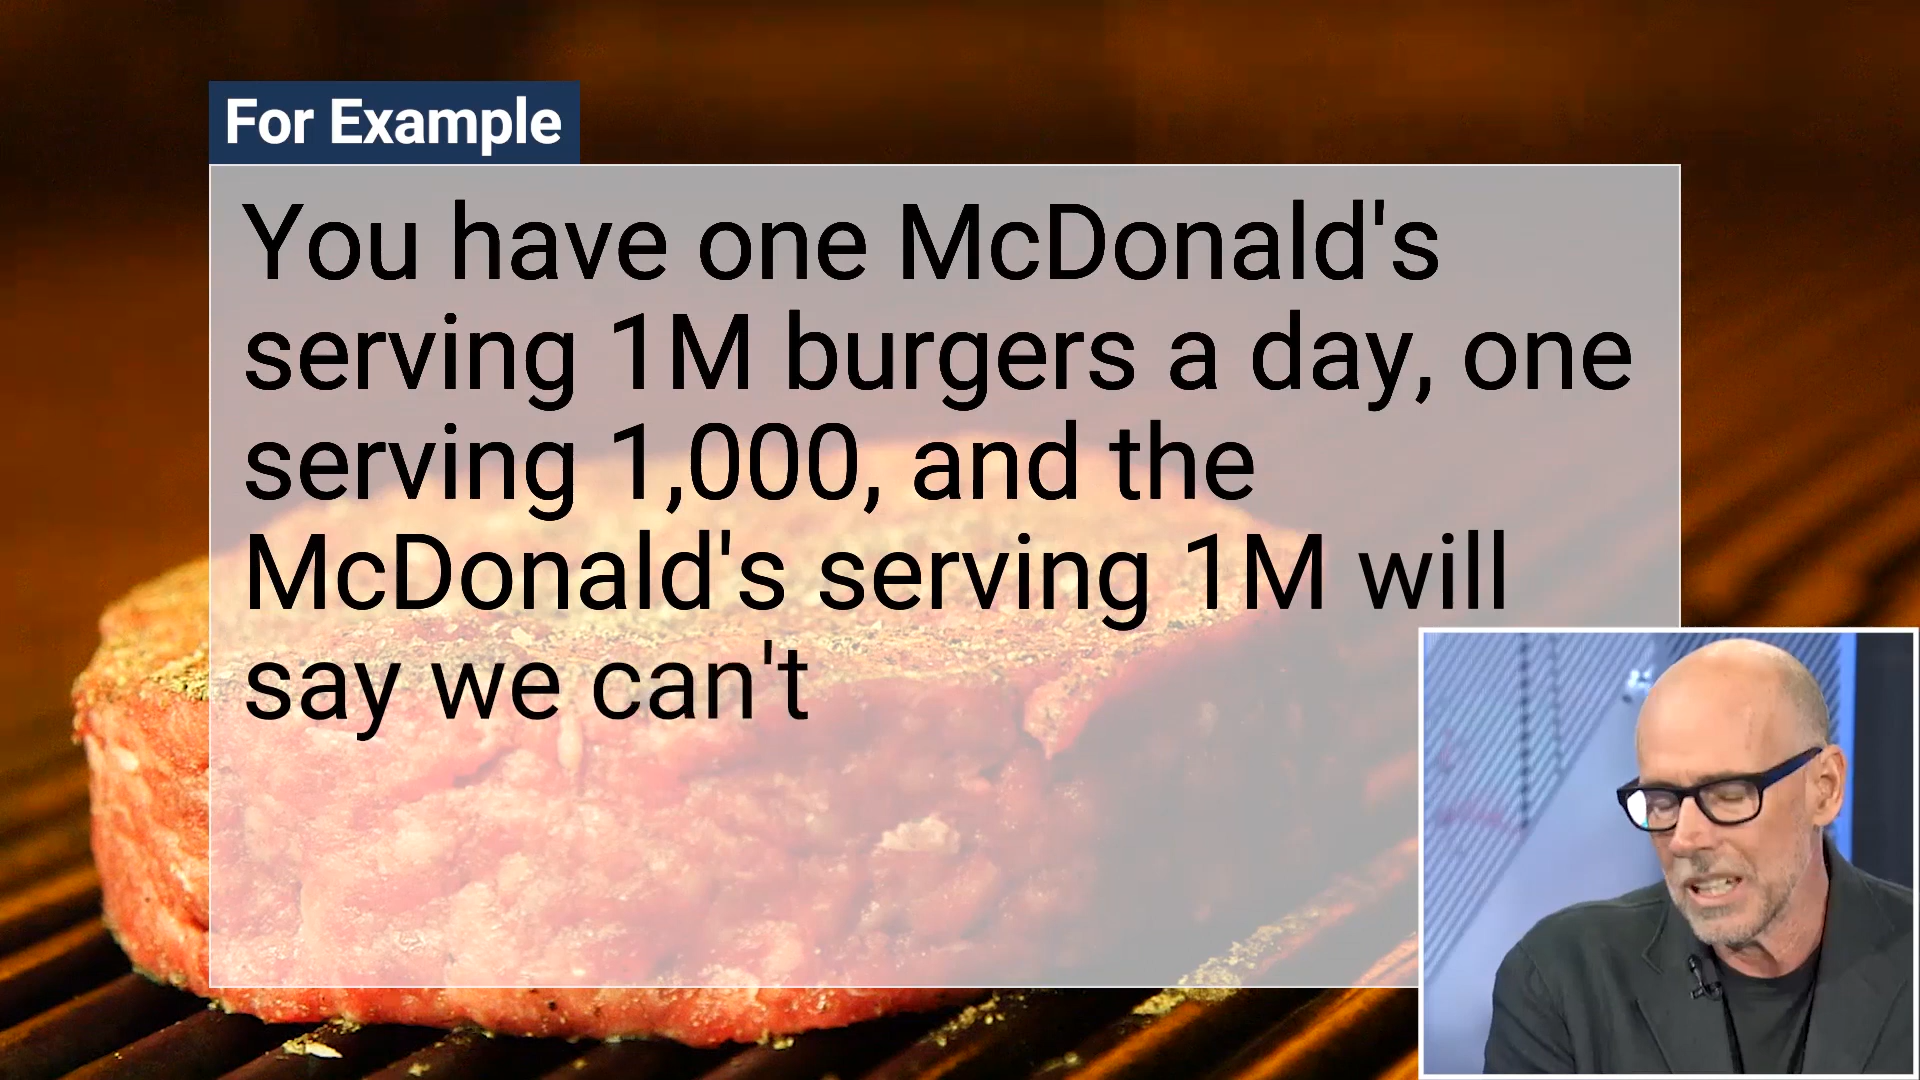 For Example
You have one McDonald's
serving 1M burgers a day, one
serving 1,000, and the
McDonald's serving 1M will
say we can't